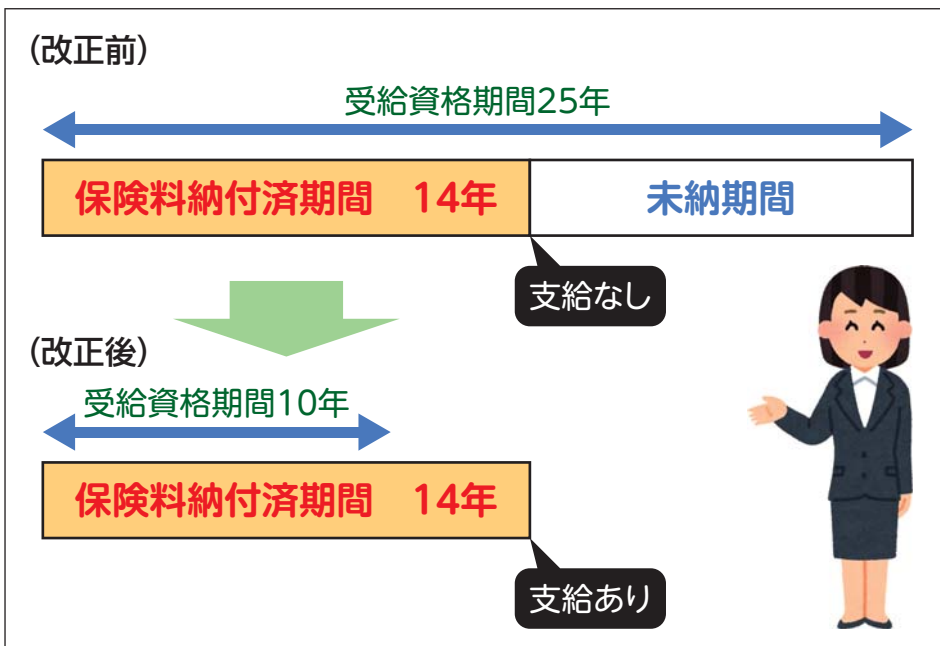 (改正前)
受給資格期間25年
保険料納付済期間　14年
未納期間
支給なし
(改正後)
受給資格期間10年
保険料納付済期間　14年
支給あり